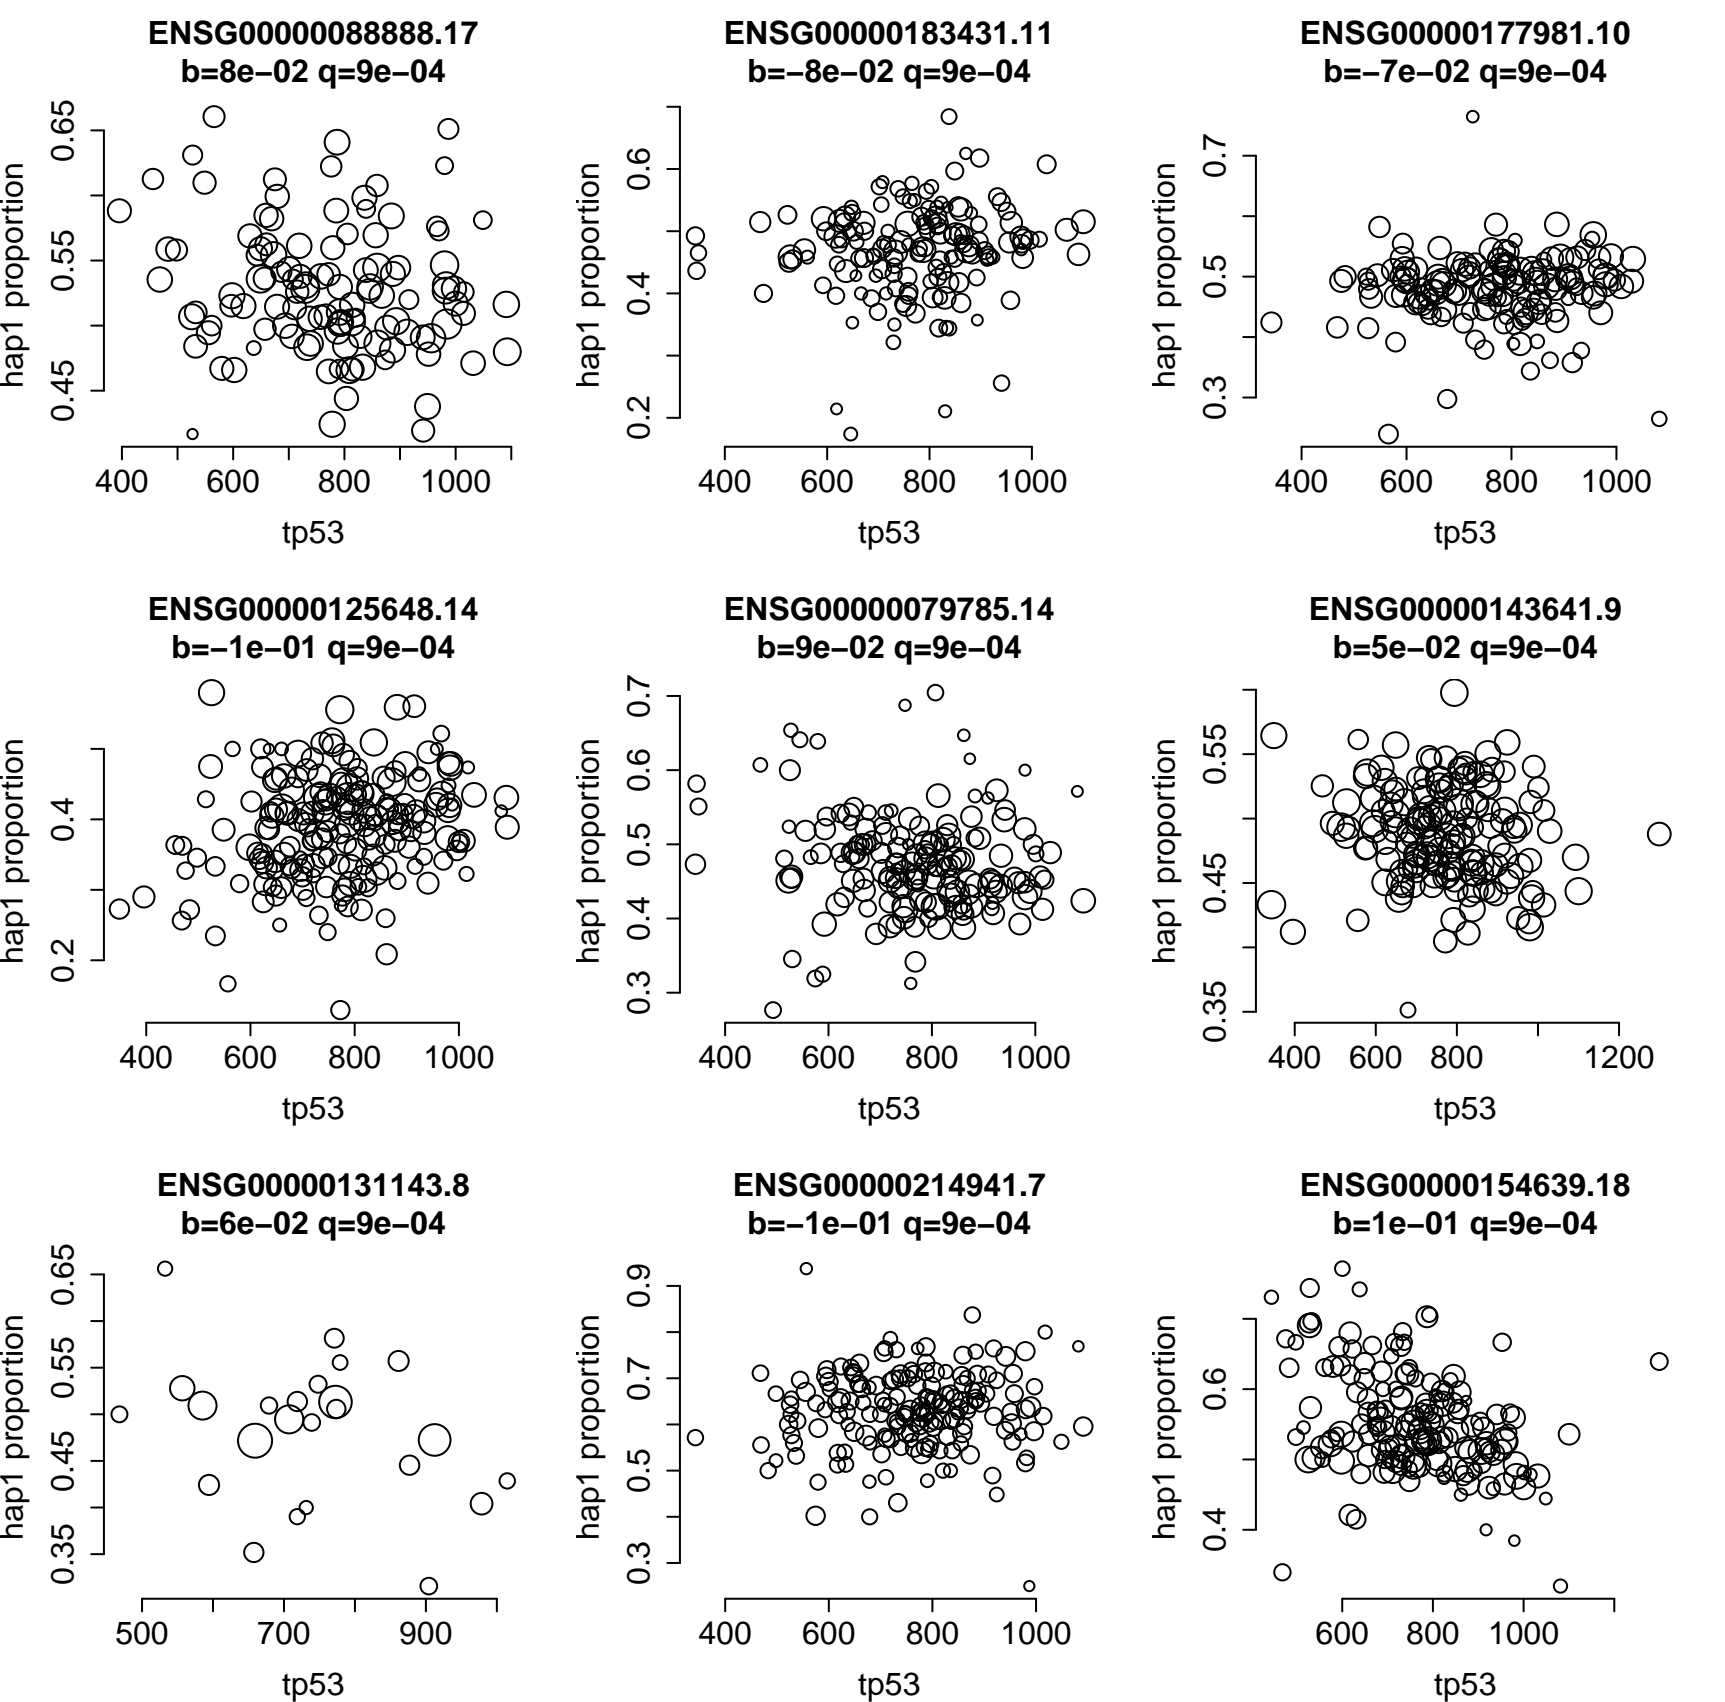 ENSG00000088888.17
b=8e−02 q=9e−04
hap1 proportion
0.65
0.55
0.45
400 600 800 1000
tp53
ENSG00000183431.11
b=−8e−02 q=9e−04
hap1 proportion
0.6
0.4
0.2
400 600 800 1000
tp53
ENSG00000177981.10
b=−7e−02 q=9e−04
hap1 proportion
0.7
0.5
0.3
400 600 800 1000
tp53
ENSG00000125648.14
b=−1e−01 q=9e−04
hap1 proportion
0.4
0.2
400 600 800 1000
tp53
ENSG00000079785.14
b=9e−02 q=9e−04
hap1 proportion
0.7
0.6
0.5
0.4
0.3
400 600 800 1000
tp53
ENSG00000143641.9
b=5e−02 q=9e−04
hap1 proportion
0.55
0.45
0.35
400 600 800 1200
tp53
ENSG00000131143.8
b=6e−02 q=9e−04
hap1 proportion
0.65
0.55
0.45
0.35
500 700 900
tp53
ENSG00000214941.7
b=−1e−01 q=9e−04
hap1 proportion
0.9
0.7
0.5
0.3
400 600 800 1000
tp53
ENSG00000154639.18
b=1e−01 q=9e−04
hap1 proportion
0.6
0.4
600 800 1000
tp53